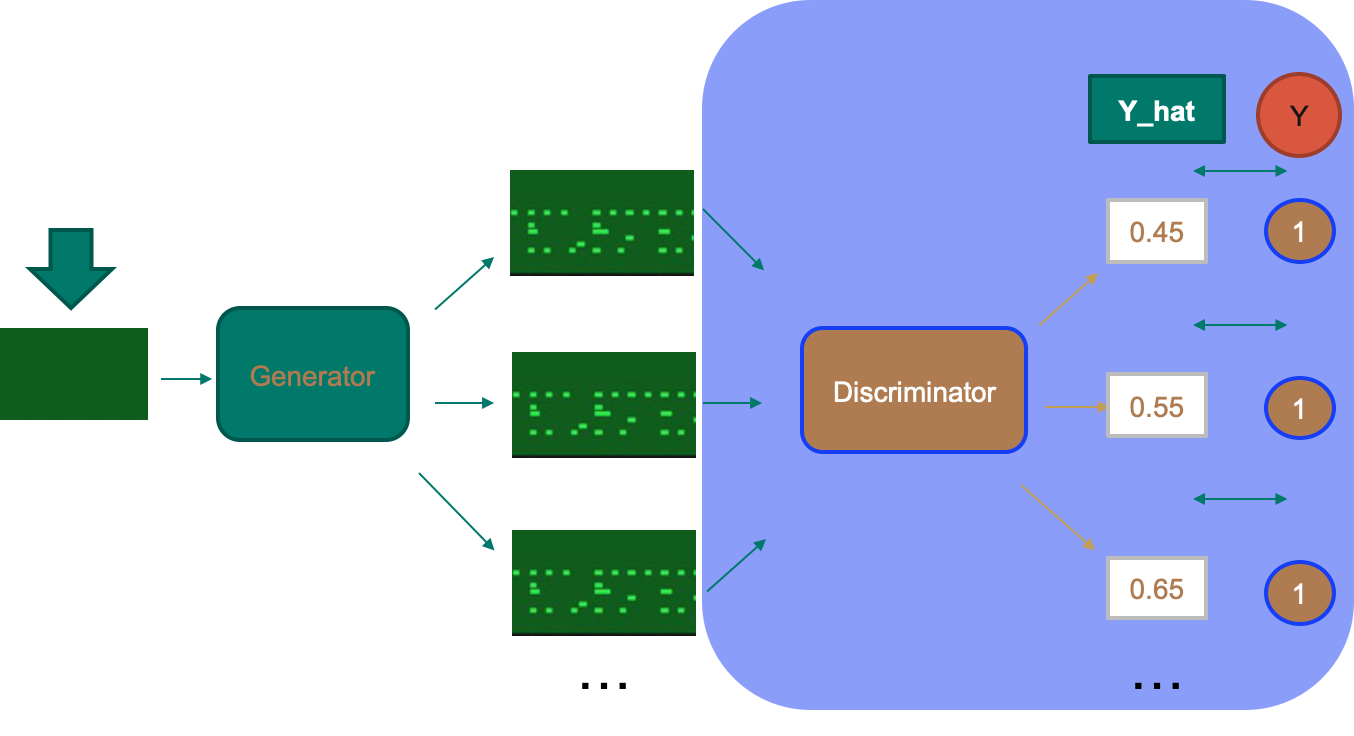 Y_hat
Y
0.45
1
Generator
Discriminator
0.55
1
0.65
1
...
...